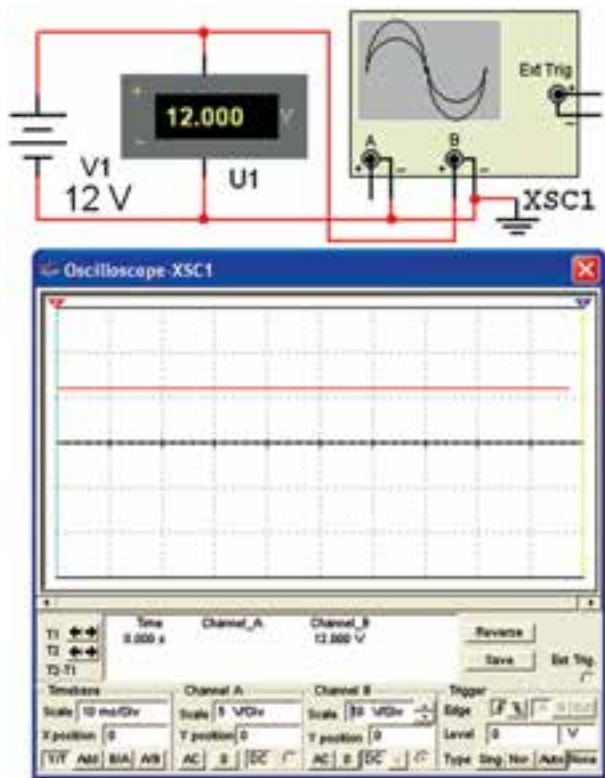 Ext Trig
+
12.000 V
A B
V1
12 V
U1
XSC1
Oscilloscope-XSC1
Time Channel_A Channel_B
T1 0.000 s 12.000 V
T2
T2-T1
Reverse
Save
Ext Trig.
Timebase
Scale 10 ms/Div
X position 0
Y/T Add B/A A/B
Channel A
Scale 5 V/Div
Y position 0
AC 0 DC
Channel B
Scale 10 V/Div
Y position 0
AC 0 DC -
Trigger
Edge
Level 0 V
Type Sing. Nor. Auto None